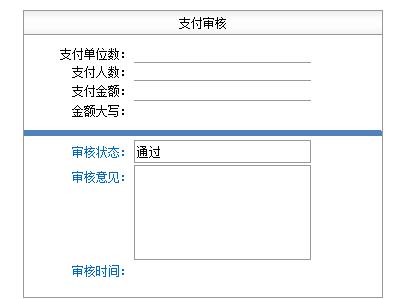 支付审核
支付单位数：
支付人数：
支付金额：
金额大写：
审核状态： 通过
审核意见：
审核时间：